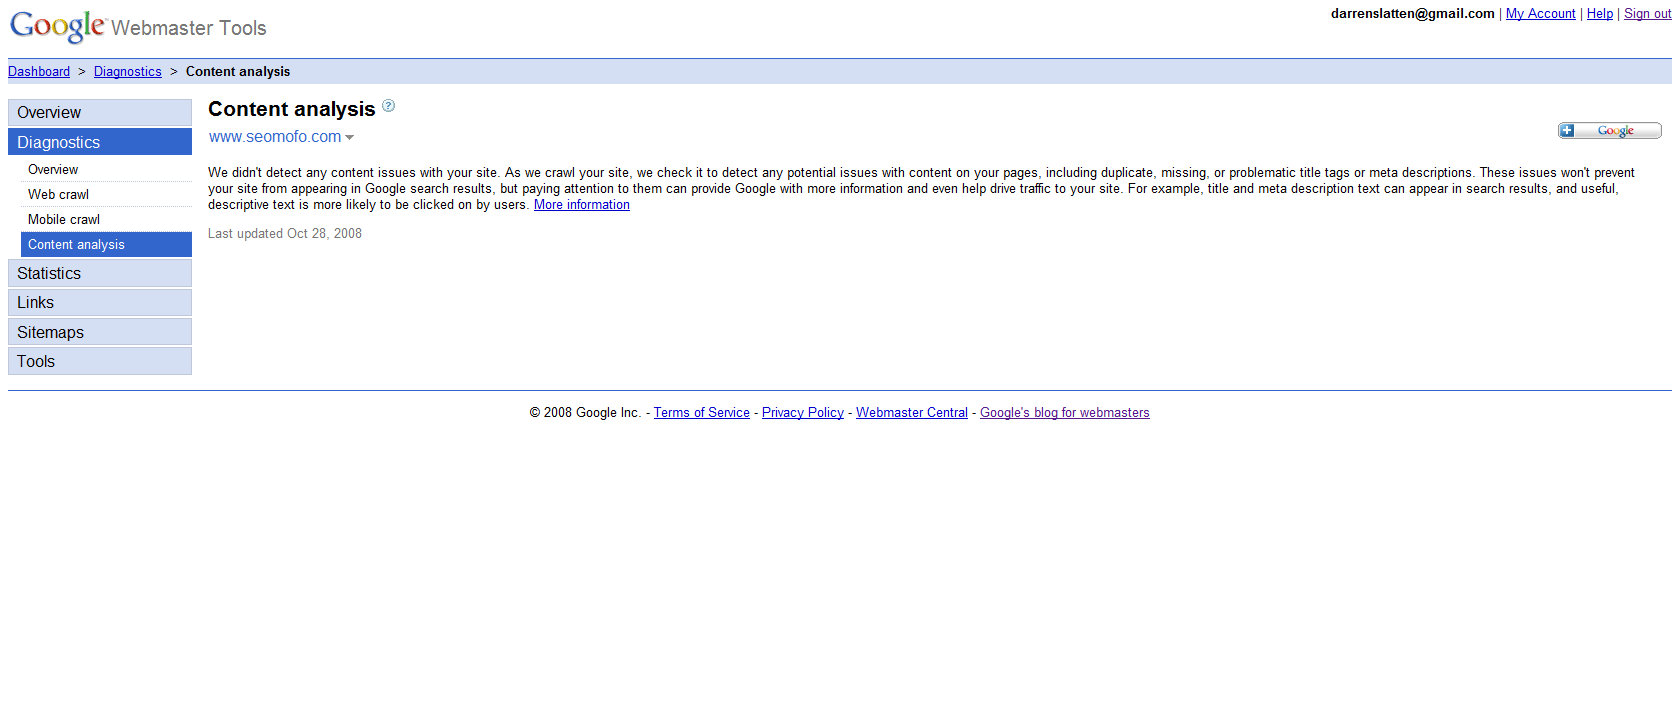 Google Webmaster Tools
darrenslatten@gmail.com | My Account | Help | Sign out
Dashboard > Diagnostics > Content analysis
Overview
Diagnostics
Overview
Web crawl
Mobile crawl
Content analysis
Statistics
Links
Sitemaps
Tools
Content analysis ?
www.seomofo.com
Google
We didn't detect any content issues with your site. As we crawl your site, we check it to detect any potential issues with content on your pages, including duplicate, missing, or problematic title tags or meta descriptions. These issues won't prevent
your site from appearing in Google search results, but paying attention to them can provide Google with more information and even help drive traffic to your site. For example, title and meta description text can appear in search results, and useful,
descriptive text is more likely to be clicked on by users. More information
Last updated Oct 28, 2008
© 2008 Google Inc. - Terms of Service - Privacy Policy - Webmaster Central - Google's blog for webmasters